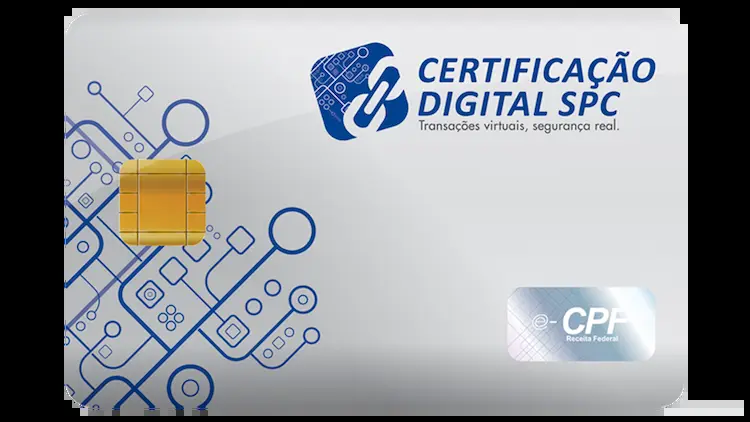 CERTIFICAÇÃO
DIGITAL SPC
Transações virtuais, segurança real.
e-CPF
Receita Federal